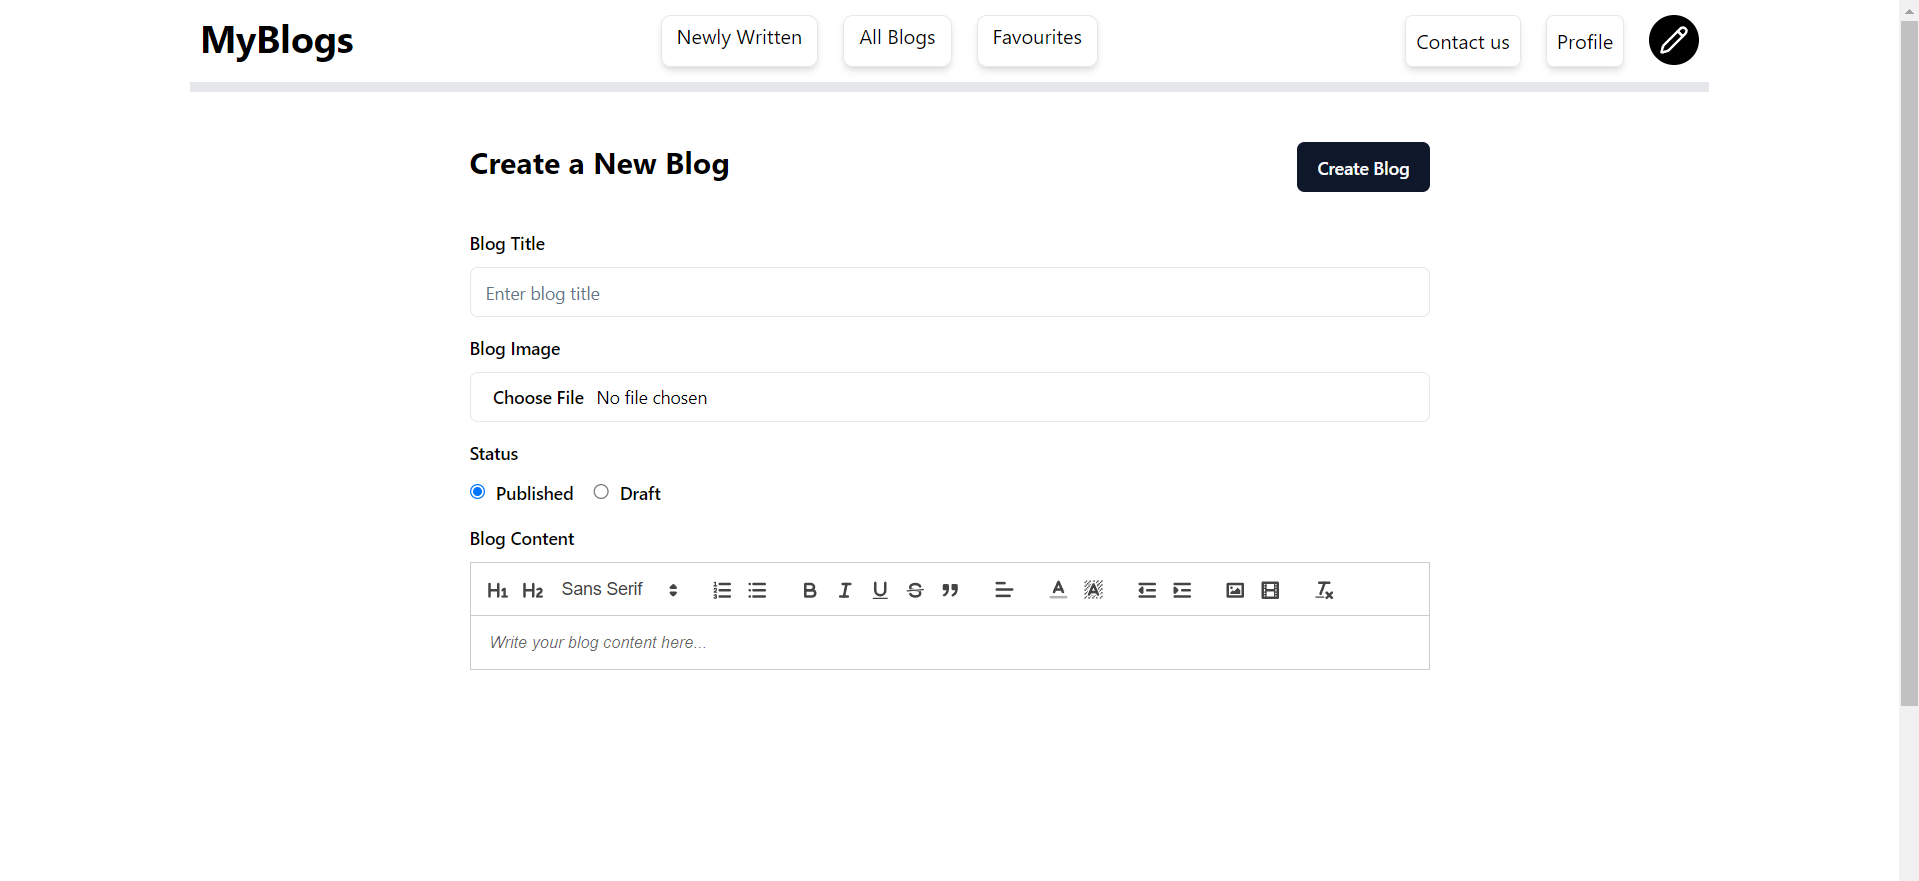 MyBlogs
Newly Written
All Blogs
Favourites
Contact us
Profile
Create a New Blog
Create Blog
Blog Title
Enter blog title
Blog Image
Choose File No file chosen
Status
Published Draft
Blog Content
H1 H2 Sans Serif
Write your blog content here...